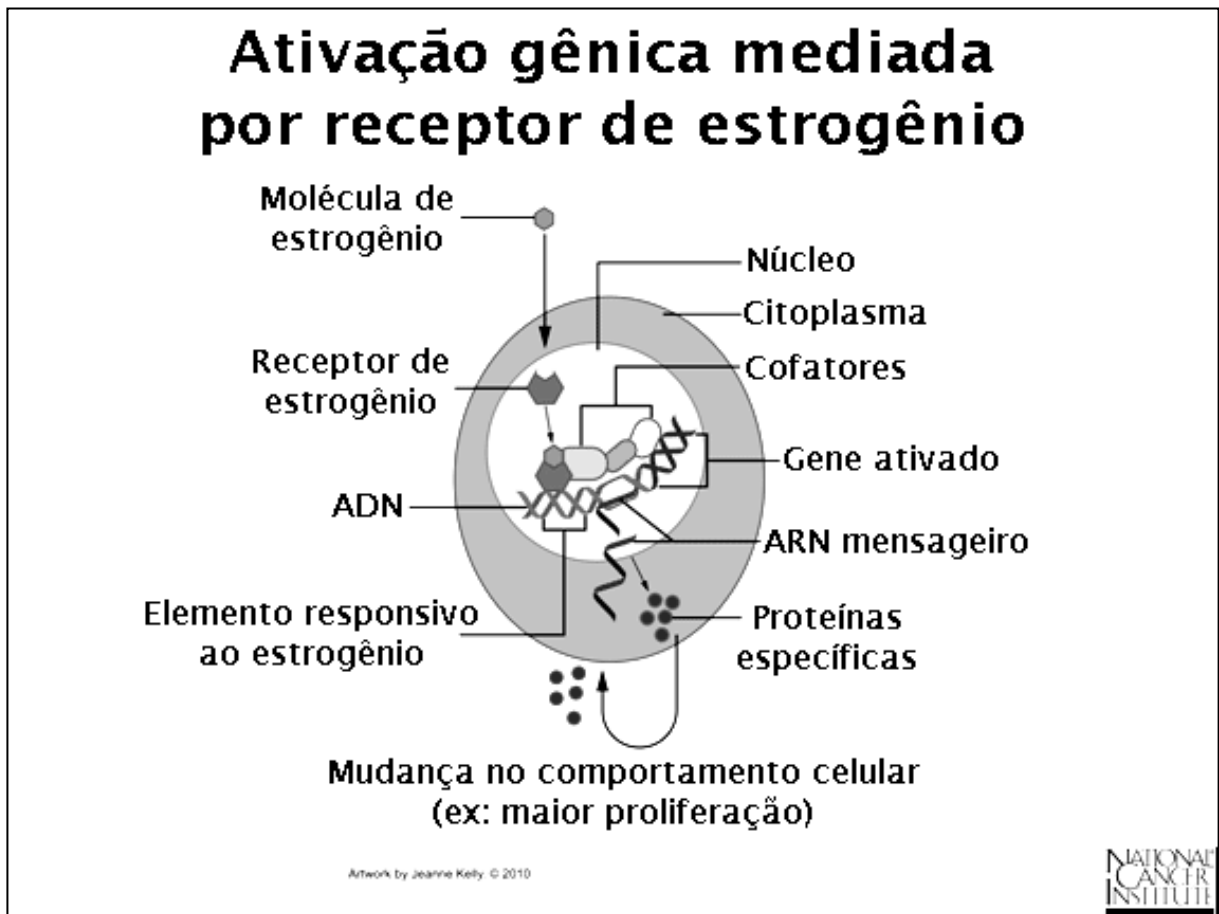 Ativação gênica mediada
por receptor de estrogênio
Molécula de
estrogênio
Núcleo
Citoplasma
Receptor de
estrogênio
Cofatores
Gene ativado
ADN
ARN mensageiro
Elemento responsivo
ao estrogênio
Proteínas
específicas
Mudança no comportamento celular
(ex: maior proliferação)
Artwork by Jeanne Kelly. © 2010
NATIONAL
CANCER
INSTITUTE